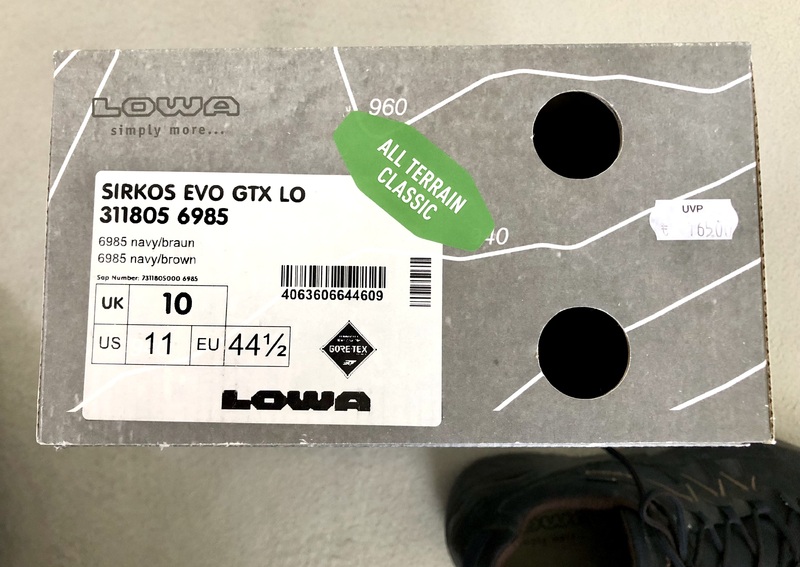 LOWA
simply more...
960
ALL TERRAIN
CLASSIC
40
SIRKOS EVO GTX LO
311805 6985
6985 navy/braun
6985 navy/brown
Sap Number: 7311805000 6985
UK 10
US 11 EU 44½
4063606644609
GORE-TEX
LOWA
UVP